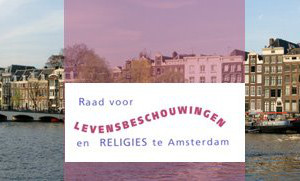 Raad voor
LEVENSBESCHOUWINGEN
en RELIGIES te Amsterdam